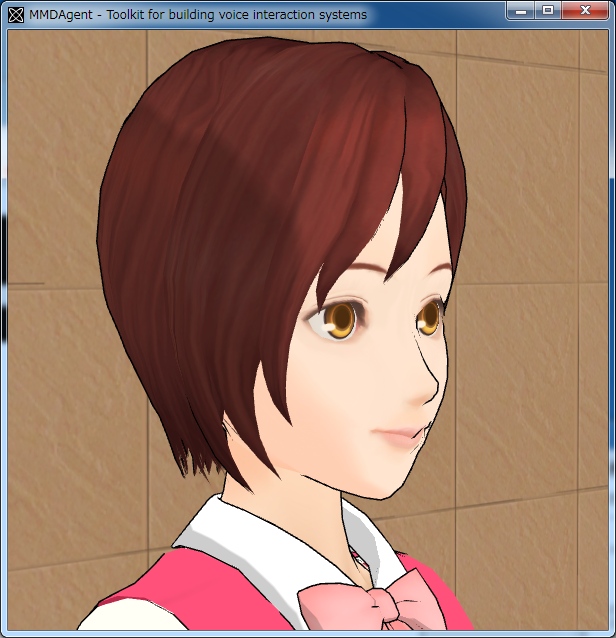 MMDAgent - Toolkit for building voice interaction systems